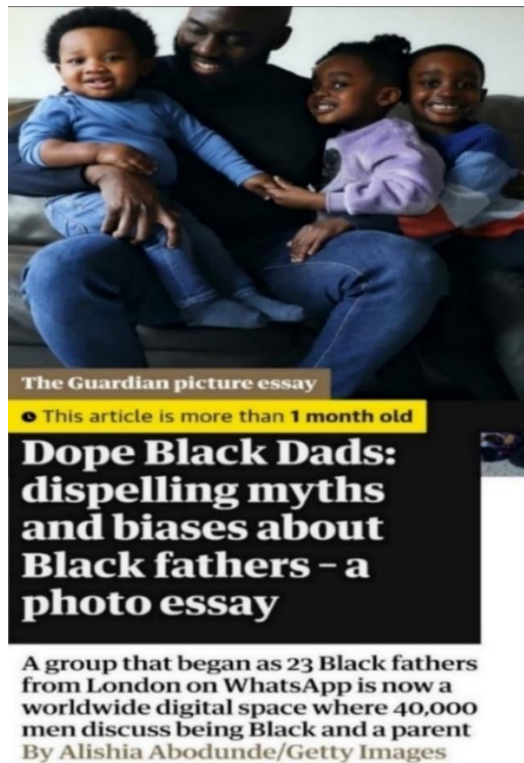 The Guardian picture essay
This article is more than 1 month old
Dope Black Dads:
dispelling myths
and biases about
Black fathers – a
photo essay
A group that began as 23 Black fathers
from London on WhatsApp is now a
worldwide digital space where 40,000
men discuss being Black and a parent
By Alishia Abodunde/Getty Images